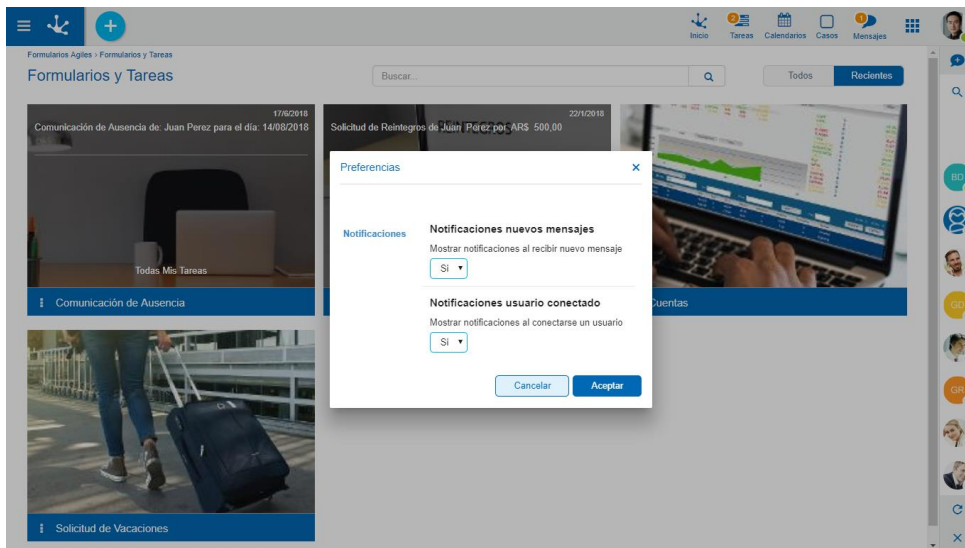 Inicio
2
Tareas
Calendarios
Casos
1
Mensajes
Formularios Agiles > Formularios y Tareas
Formularios y Tareas
Buscar...
Todos
Recientes
17/6/2018
Comunicación de Ausencia de: Juan Perez para el día: 14/08/2018
Todas Mis Tareas
Comunicación de Ausencia
22/1/2018
Solicitud de Reintegros de Juan Perez por AR$ 500,00
REINTEGROS
Cuentas
Solicitud de Vacaciones
Preferencias
Notificaciones
Notificaciones nuevos mensajes
Mostrar notificaciones al recibir nuevo mensaje
Si
Notificaciones usuario conectado
Mostrar notificaciones al conectarse un usuario
Si
Cancelar
Aceptar
BD
GD
GR